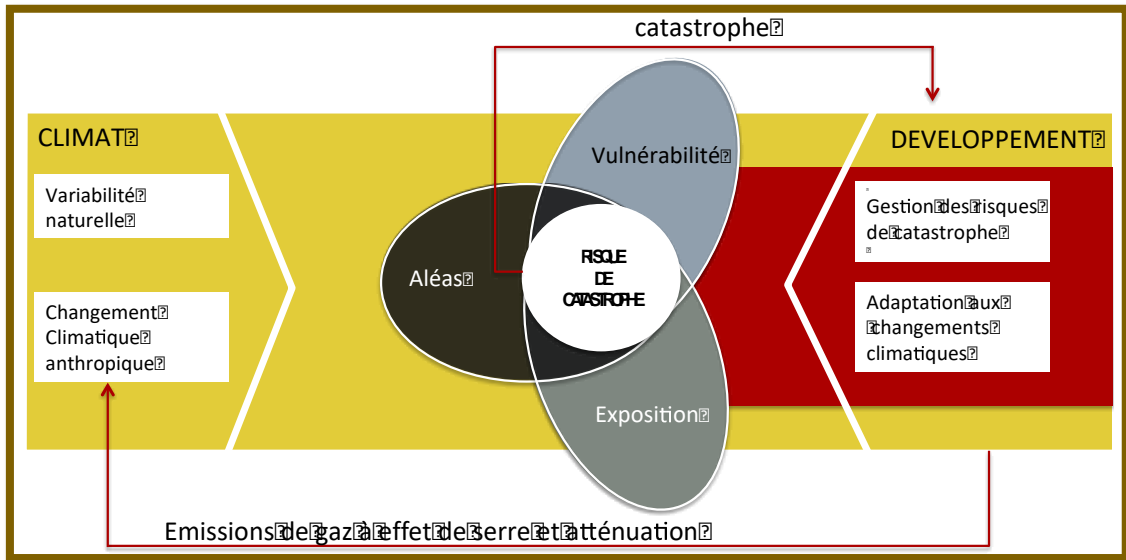 catastrophe
CLIMAT
Variabilité
naturelle
Changement
Climatique
anthropique
Aléas
Vulnérabilité
RISQUE
DE
CATASTROPHE
Exposition
DEVELOPPEMENT
Gestion des risques
de catastrophe
Adaptation aux
changements
climatiques
Emissions de gaz à effet de serre et atténuation